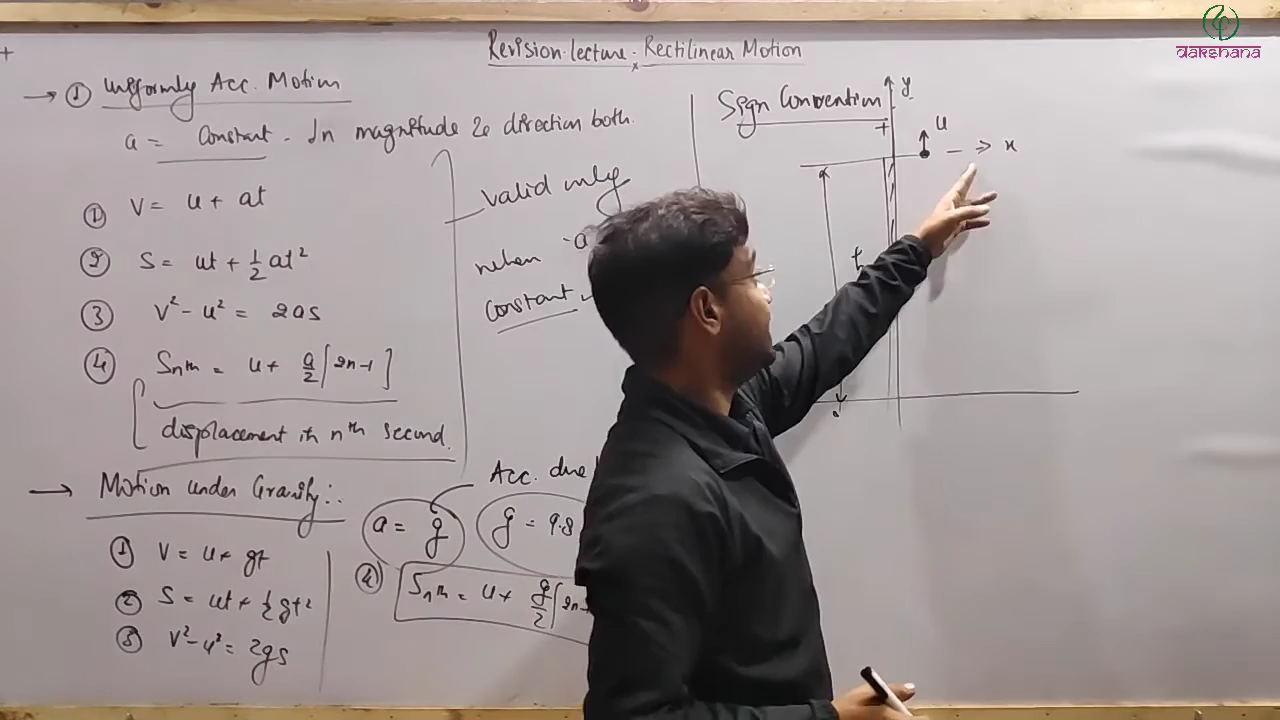 dakshana
Revision lecture - Rectilinear Motion
→ ① Uniformly Acc. Motion
a = Constant - In magnitude & direction both.
① V = u + at
② S = ut + 1/2 at²
③ V² - u² = 2as
④ Snth = u + a/2 [2n-1]
displacement in nth second.
valid only
when a
constant
→ Motion under Gravity :-
① V = u + gt
② S = ut + 1/2 gt²
③ V² - u² = 2gs
Acc. due
a = g
g = 9.8
④ Snth = u + g/2 [2n-
Sign Convention
y
+
u
→ x